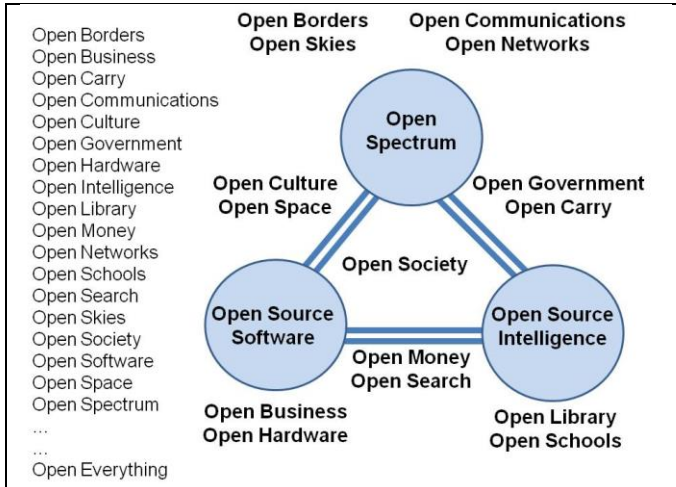 Open Borders
Open Business
Open Carry
Open Communications
Open Culture
Open Government
Open Hardware
Open Intelligence
Open Library
Open Money
Open Networks
Open Schools
Open Search
Open Skies
Open Society
Open Software
Open Space
Open Spectrum
...
...
Open Everything
Open Borders
Open Skies
Open Communications
Open Networks
Open
Spectrum
Open Culture
Open Space
Open Government
Open Carry
Open Society
Open Source
Software
Open Source
Intelligence
Open Money
Open Search
Open Business
Open Hardware
Open Library
Open Schools